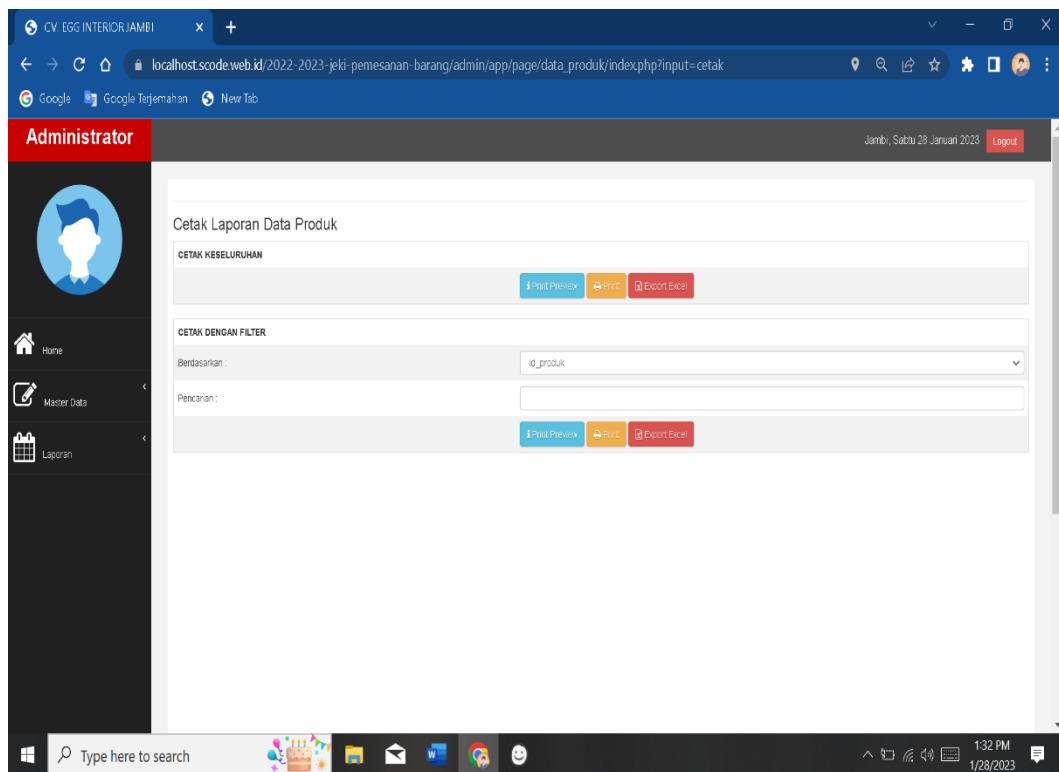 CV. EGG INTERIOR JAMBI
localhost.scode.web.id/2022-2023-jeki-pemesanan-barang/admin/app/page/data_produk/index.php?input=cetak
Google Google Terjemahan New Tab
Administrator
Jambi, Sabtu 28 Januari 2023 Logout
Cetak Laporan Data Produk
CETAK KESELURUHAN
Print Preview Print Export Excel
Home
CETAK DENGAN FILTER
Berdasarkan : id_produk
Master Data
Pencarian :
Print Preview Print Export Excel
Laporan
Type here to search
1:32 PM
1/28/2023